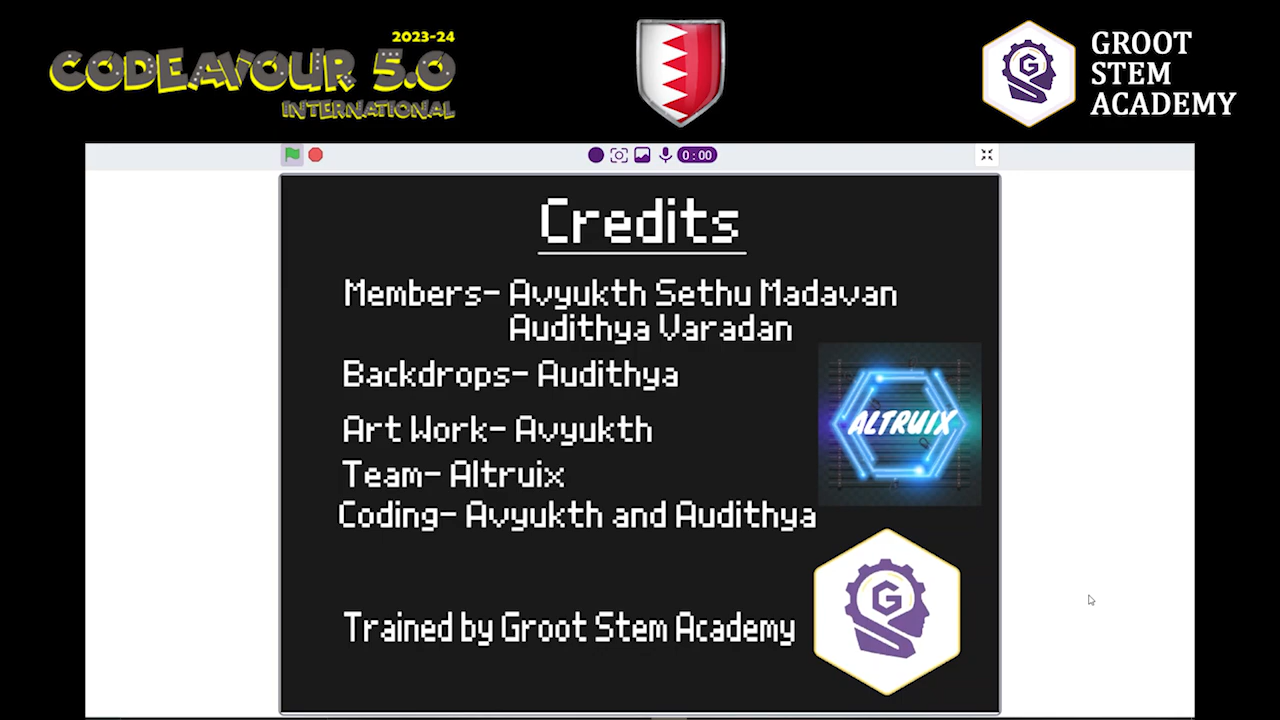 2023-24
CODEAVOUR 5.0
INTERNATIONAL
G
GROOT
STEM
ACADEMY
0:00
Credits
Members- Avyukth Sethu Madavan
Audithya Varadan
Backdrops- Audithya
Art Work- Avyukth
ALTRUIX
Team- Altruix
Coding- Avyukth and Audithya
G
Trained by Groot Stem Academy